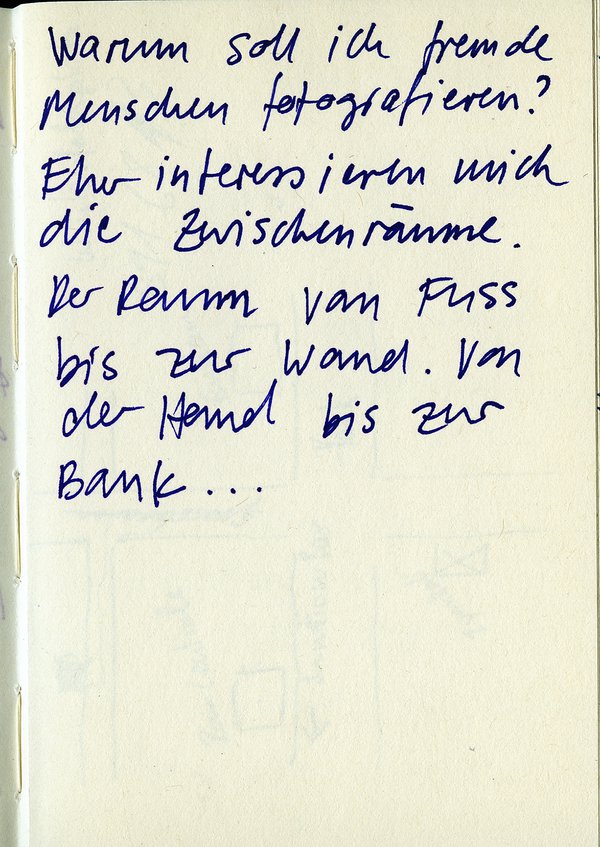 Warum soll ich fremde
Menschen fotografieren?
Eher interessieren mich
die Zwischenräume.
Der Raum von Fuss
bis zur Wand. Von
der Hand bis zur
Bank...